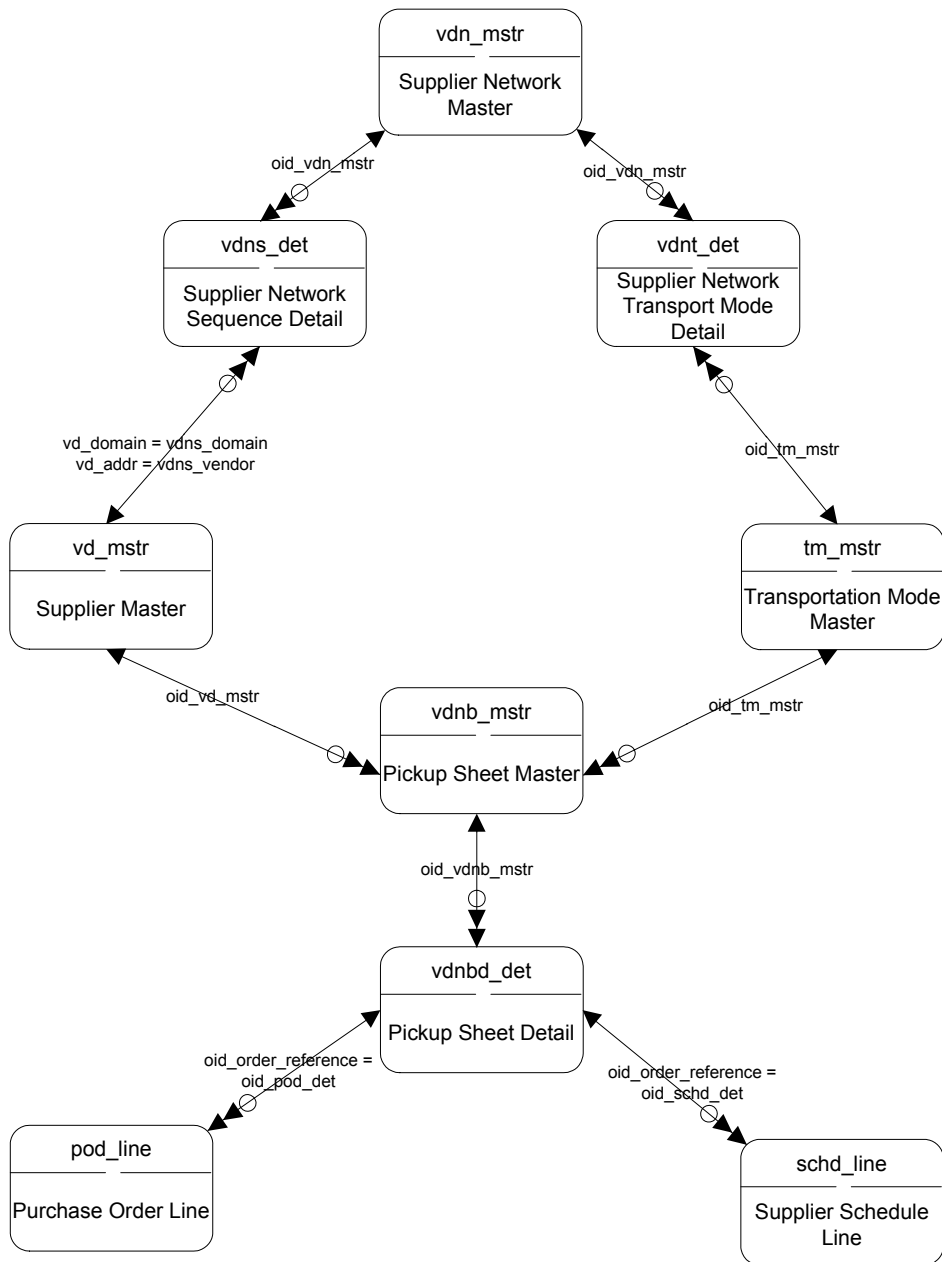 vdn_mstr
Supplier Network
Master
oid_vdn_mstr
oid_vdn_mstr
vdns_det
Supplier Network
Sequence Detail
vdnt_det
Supplier Network
Transport Mode
Detail
vd_domain = vdns_domain
vd_addr = vdns_vendor
oid_tm_mstr
vd_mstr
Supplier Master
tm_mstr
Transportation Mode
Master
oid_vd_mstr
oid_tm_mstr
vdnb_mstr
Pickup Sheet Master
oid_vdnb_mstr
vdnbd_det
Pickup Sheet Detail
oid_order_reference =
oid_pod_det
oid_order_reference =
oid_schd_det
pod_line
Purchase Order Line
schd_line
Supplier Schedule
Line